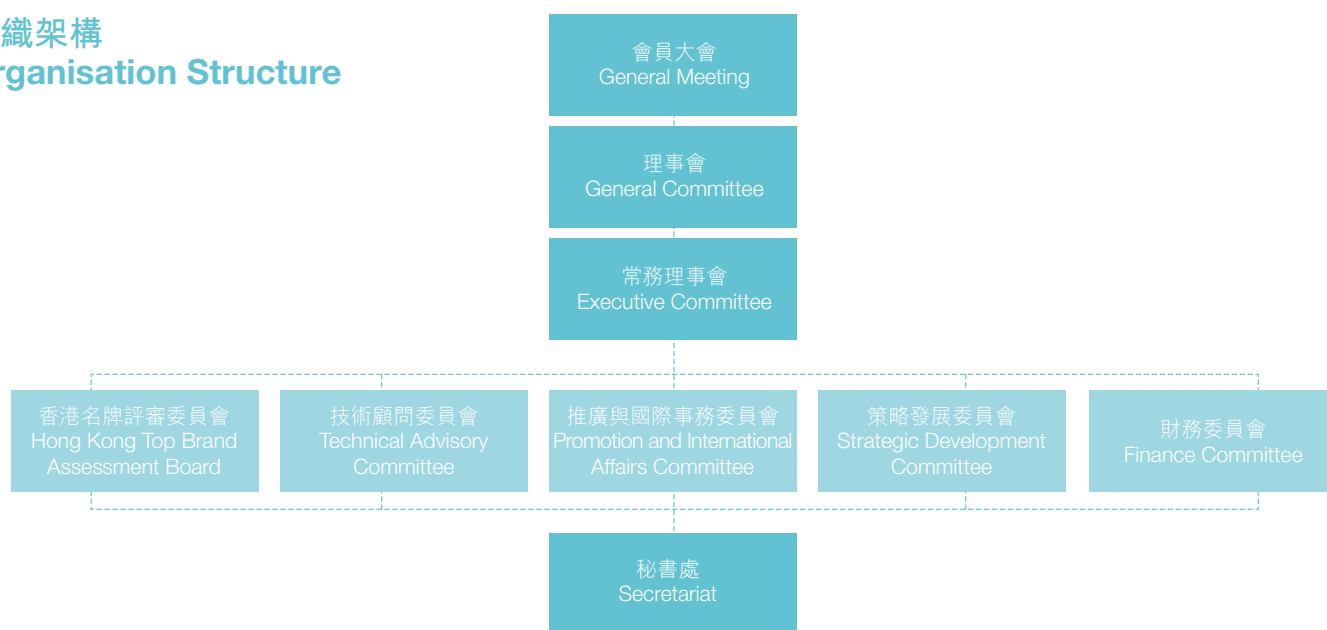 織架構
rganisation Structure
會員大會
General Meeting
理事會
General Committee
常務理事會
Executive Committee
香港名牌評審委員會
Hong Kong Top Brand
Assessment Board
技術顧問委員會
Technical Advisory
Committee
推廣與國際事務委員會
Promotion and International
Affairs Committee
策略發展委員會
Strategic Development
Committee
財務委員會
Finance Committee
秘書處
Secretariat